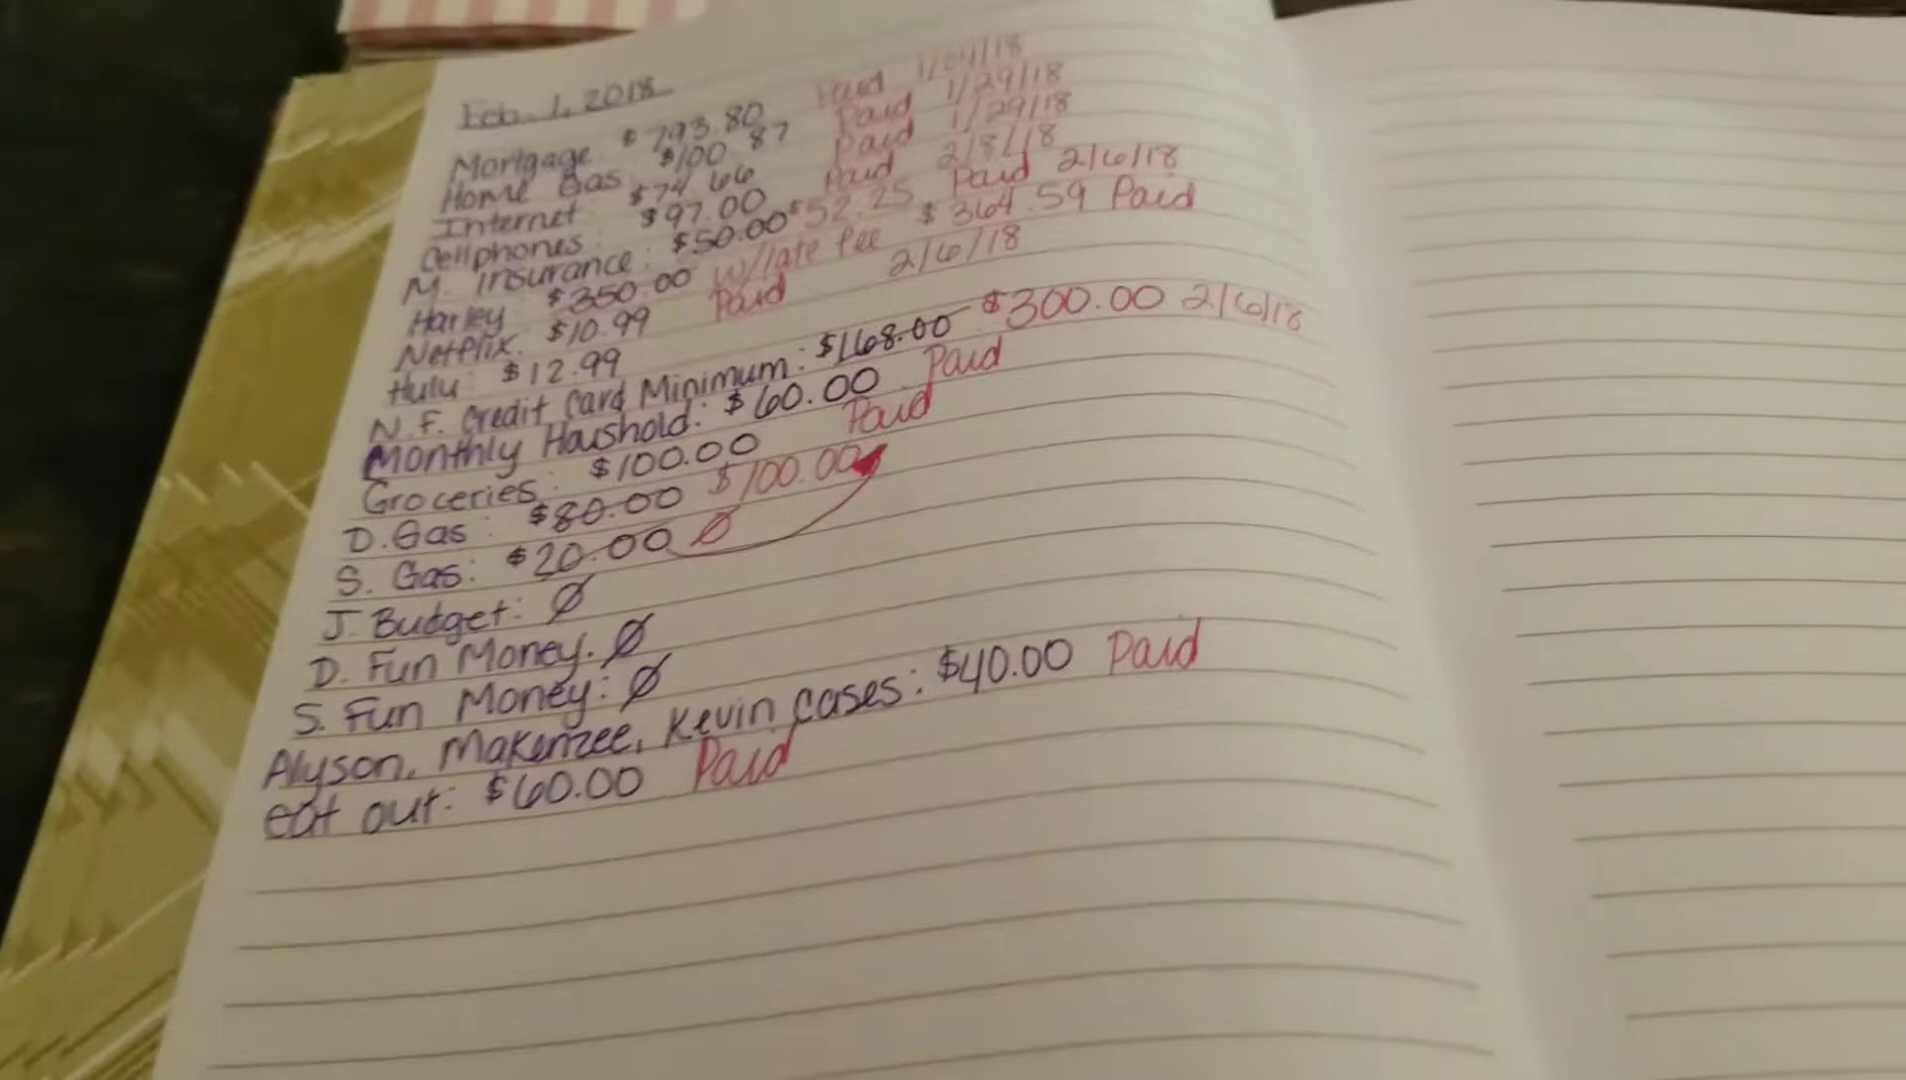 Feb. 1, 2018
Mortgage $793.80 Paid
Home Gas $100 87 Paid 1/29/18
Internet $74.66 Paid 1/29/18
Cellphones: $97.00 Paid 2/8/18
M. Insurance: $50.00 $52.25 Paid 2/6/18
Harley $350.00 w/late fee $364.59 Paid
Netflix. $10.99 Paid 2/6/18
Hulu: $12.99
N.F. Credit Card Minimum: $168.00 $300.00 2/6/18
Monthly Haushold: $60.00 Paid
Groceries: $100.00 Paid
D. Gas: $80.00 $100.00
S. Gas: $20.00 Ø
J. Budget: Ø
D. Fun Money. Ø
S. Fun Money: Ø
Alyson, Makenzee, Kevin cases: $40.00 Paid
eat out: $60.00 Paid